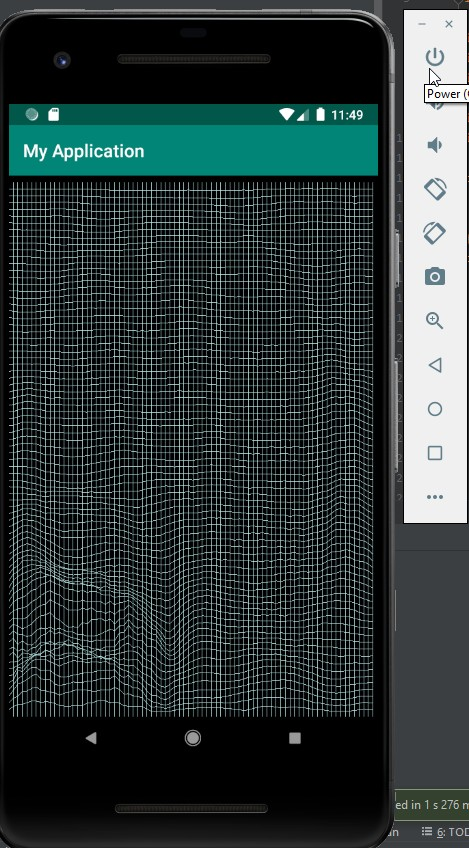 11:49
My Application
Power (
ed in 1 s 276 m
6: TOD